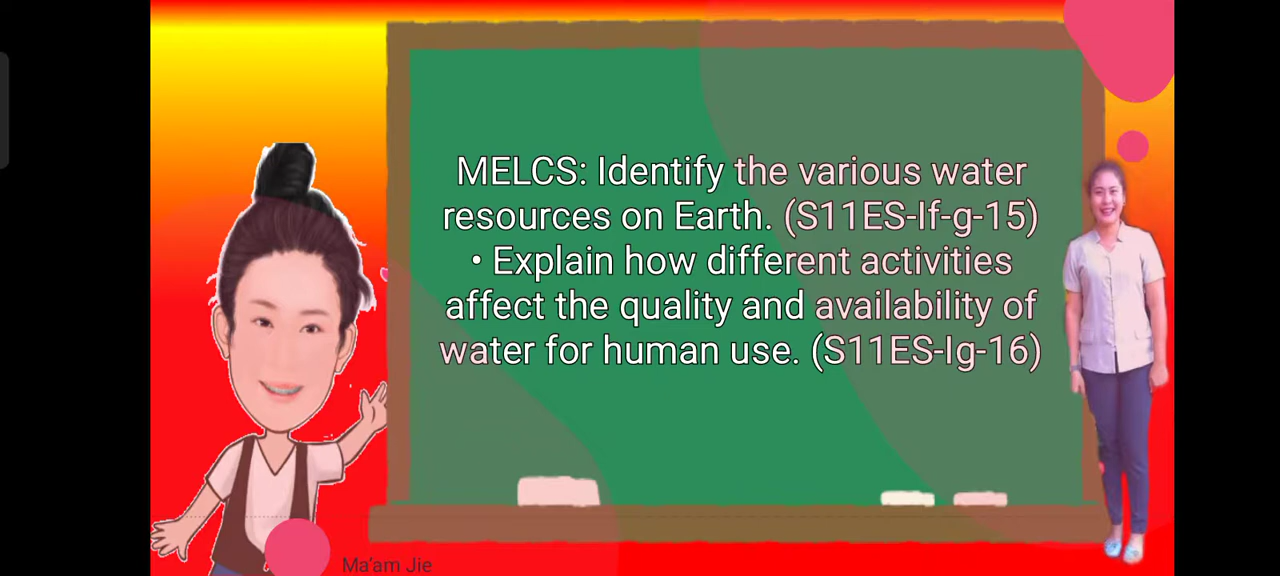 MELCS: Identify the various water
resources on Earth. (S11ES-If-g-15)
• Explain how different activities
affect the quality and availability of
water for human use. (S11ES-Ig-16)
Ma'am Jie